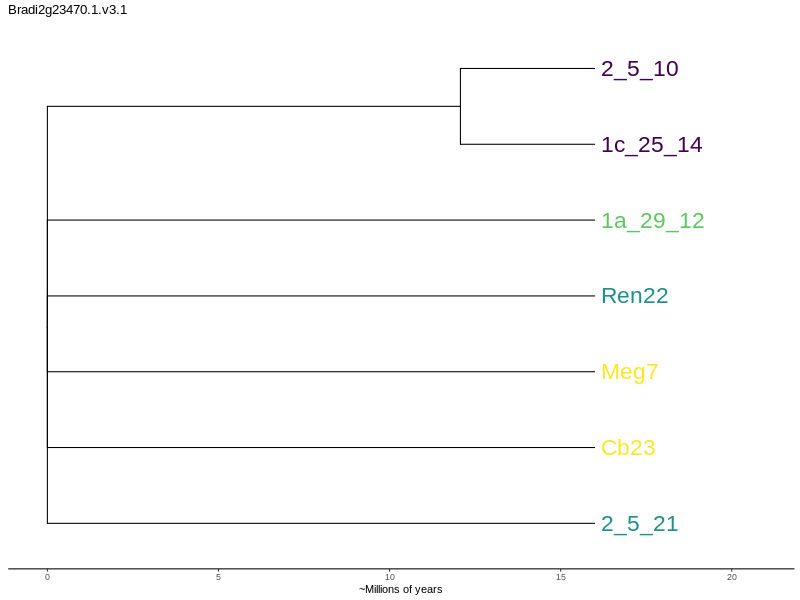 Bradi2g23470.1.v3.1
2_5_10
1c_25_14
1a_29_12
Ren22
Meg7
Cb23
2_5_21
0 5 10 15 20
~Millions of years